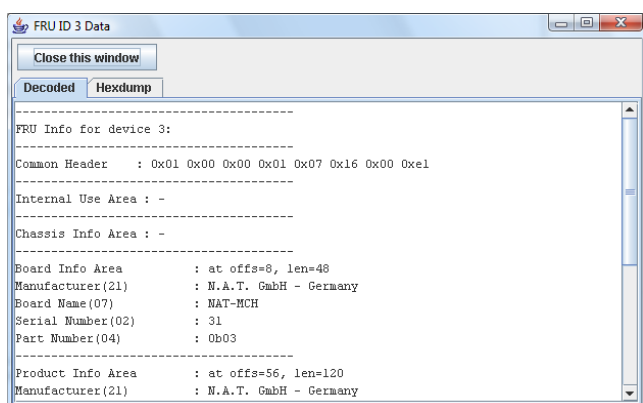 FRU ID 3 Data
Close this window
Decoded Hexdump
--------------------------------------
FRU Info for device 3:
--------------------------------------
Common Header : 0x01 0x00 0x00 0x01 0x07 0x16 0x00 0xe1
--------------------------------------
Internal Use Area : -
--------------------------------------
Chassis Info Area : -
--------------------------------------
Board Info Area : at offs=8, len=48
Manufacturer(21) : N.A.T. GmbH - Germany
Board Name(07) : NAT-MCH
Serial Number(02) : 31
Part Number(04) : 0b03
--------------------------------------
Product Info Area : at offs=56, len=120
Manufacturer(21) : N.A.T. GmbH - Germany